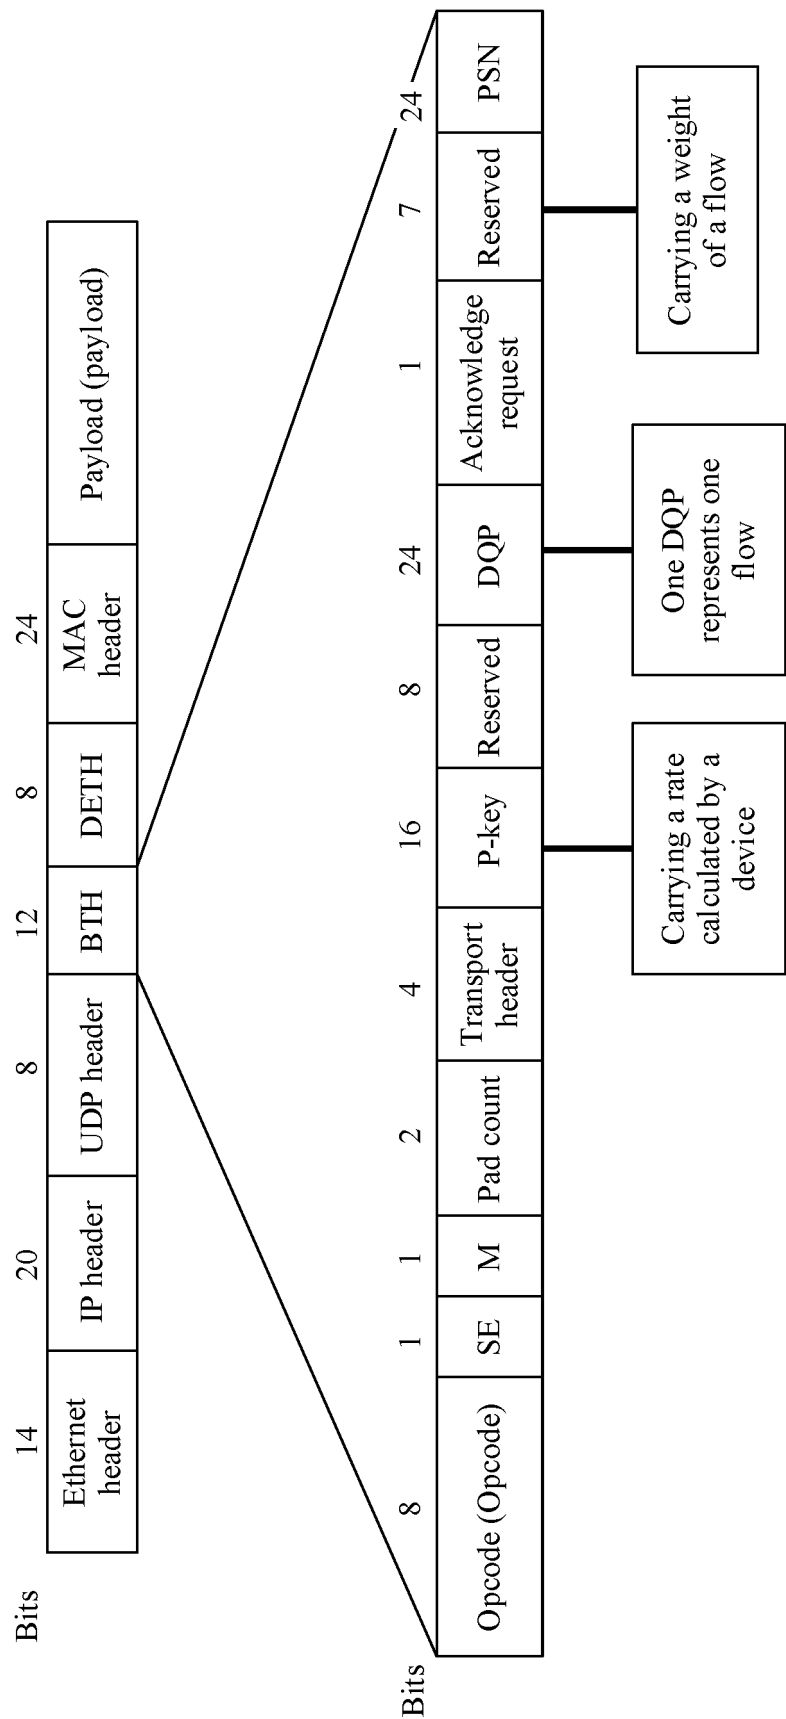 Bits
14
20
8
12
8
24
Ethernet
header
IP header
UDP header
BTH
DETH
MAC
header
Payload (payload)
Bits
8
1
1
2
4
16
8
24
1
7
24
Opcode (Opcode)
SE
M
Pad count
Transport
header
P-key
Reserved
DQP
Acknowledge
request
Reserved
PSN
Carrying a rate
calculated by a
device
One DQP
represents one
flow
Carrying a weight
of a flow